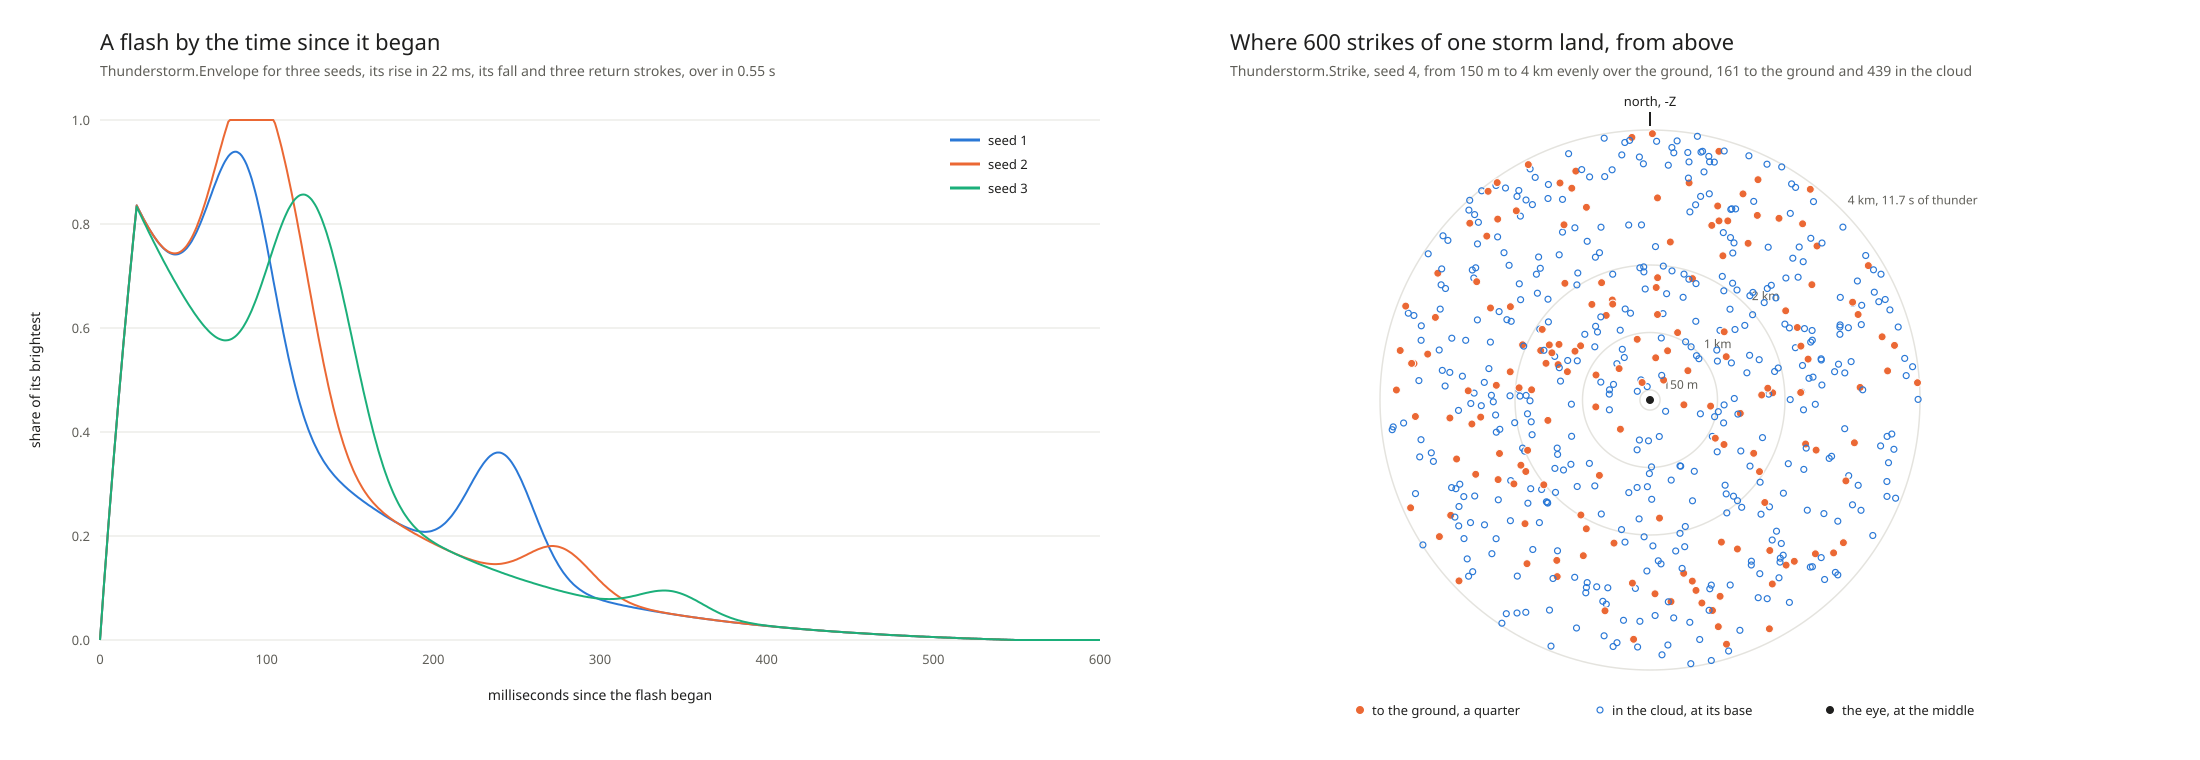 A flash by the time since it began
Thunderstorm.Envelope for three seeds, its rise in 22 ms, its fall and three return strokes, over in 0.55 s
share of its brightest
1.0
0.8
0.6
0.4
0.2
0.0
0 100 200 300 400 500 600
milliseconds since the flash began
seed 1
seed 2
seed 3
Where 600 strikes of one storm land, from above
Thunderstorm.Strike, seed 4, from 150 m to 4 km evenly over the ground, 161 to the ground and 439 in the cloud
north, -Z
4 km, 11.7 s of thunder
2 km
1 km
150 m
to the ground, a quarter
in the cloud, at its base
the eye, at the middle